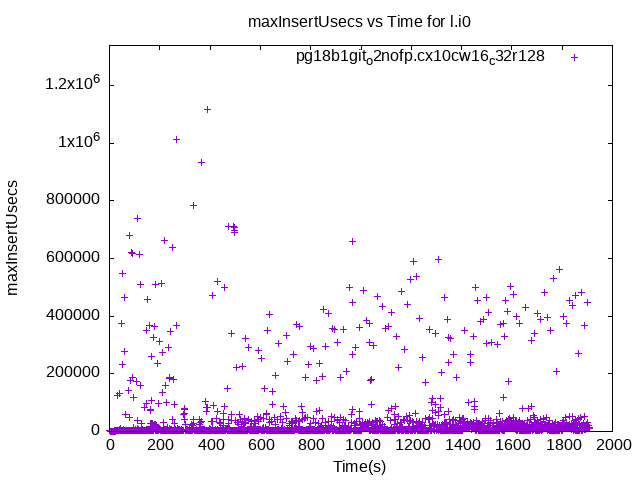 maxInsertUsecs vs Time for l.i0
pg18b1git_o2nofp.cx10cw16_c32r128
1.2x10^6
1x10^6
800000
600000
400000
200000
0
maxInsertUsecs
0 200 400 600 800 1000 1200 1400 1600 1800 2000
Time(s)